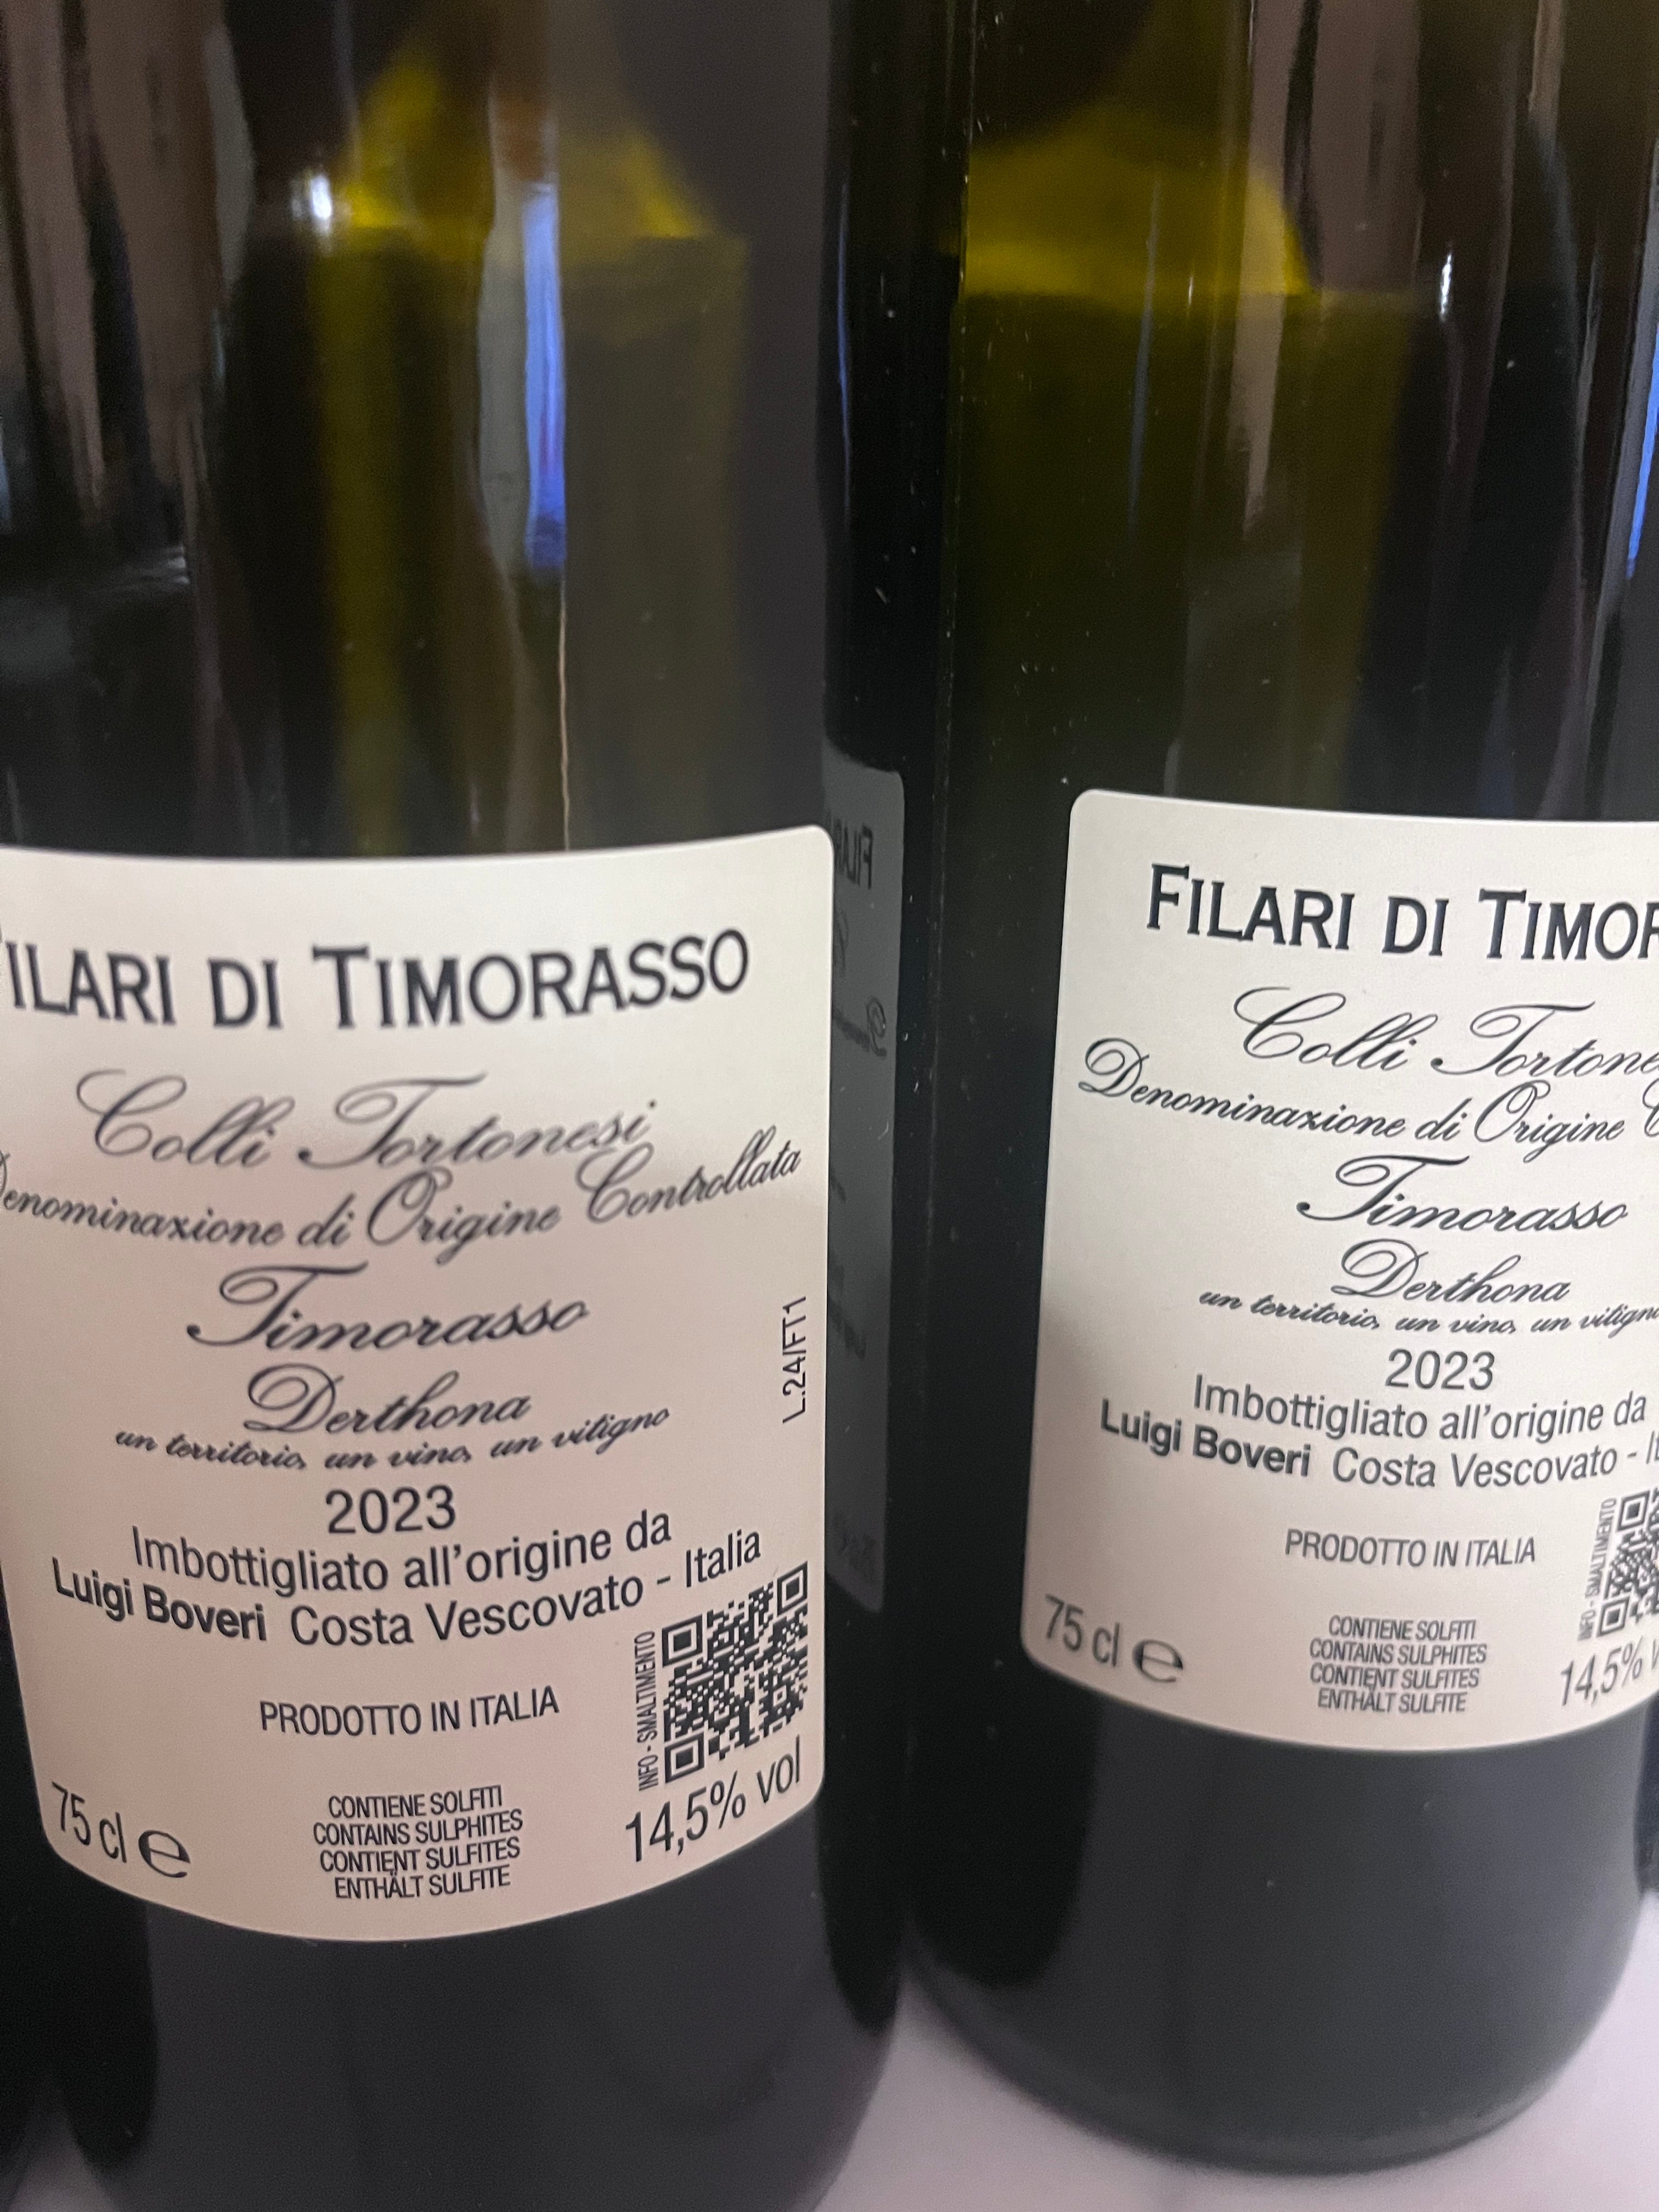 FILARI DI TIMORASSO
Colli Tortonesi
Denominazione di Origine Controllata
Timorasso
Derthona
un territorio, un vino, un vitigno
2023
Imbottigliato all'origine da
Luigi Boveri Costa Vescovato - Italia
L.24/FT1
PRODOTTO IN ITALIA
INFO - SMALTIMENTO
75 cl e
CONTIENE SOLFITI
CONTAINS SULPHITES
CONTIENT SULFITES
ENTHÄLT SULFITE
14,5% vol
FILARI DI TIMOR
Colli Tortone
Denominazione di Origine C
Timorasso
Derthona
un territorio, un vino, un vitigno
2023
Imbottigliato all'origine da
Luigi Boveri Costa Vescovato - It
PRODOTTO IN ITALIA
INFO - SMALTIMENTO
75 cl e
CONTIENE SOLFITI
CONTAINS SULPHITES
CONTIENT SULFITES
ENTHÄLT SULFITE
14,5% v